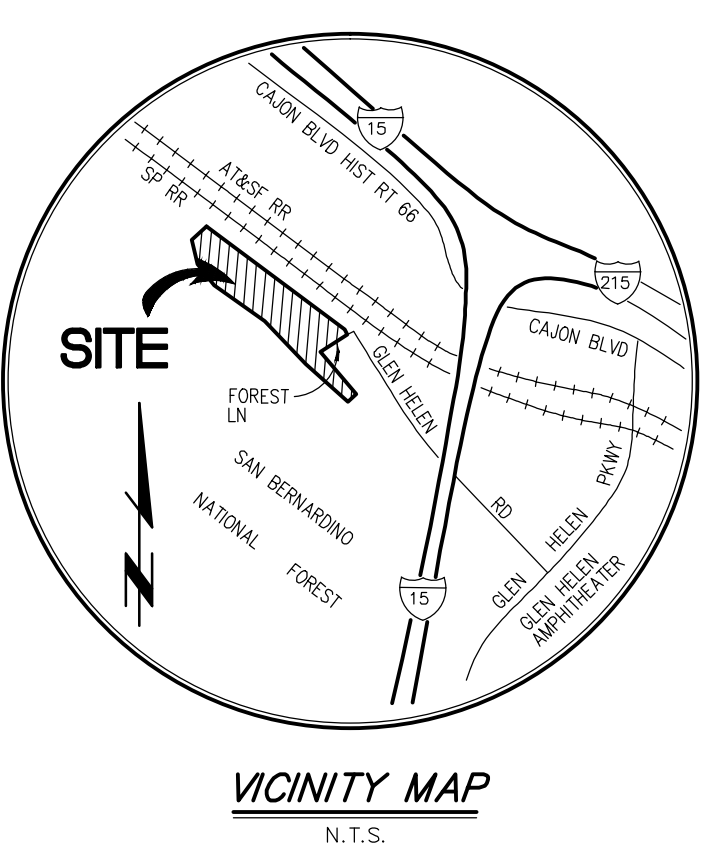 15
CAJON BLVD HIST RT 66
AT&SF RR
SP RR
215
CAJON BLVD
SITE
GLEN HELEN
FOREST
LN
PKWY
SAN BERNARDINO
NATIONAL
FOREST
RD
HELEN
GLEN
GLEN HELEN
AMPHITHEATER
N
15
VICINITY MAP
N.T.S.